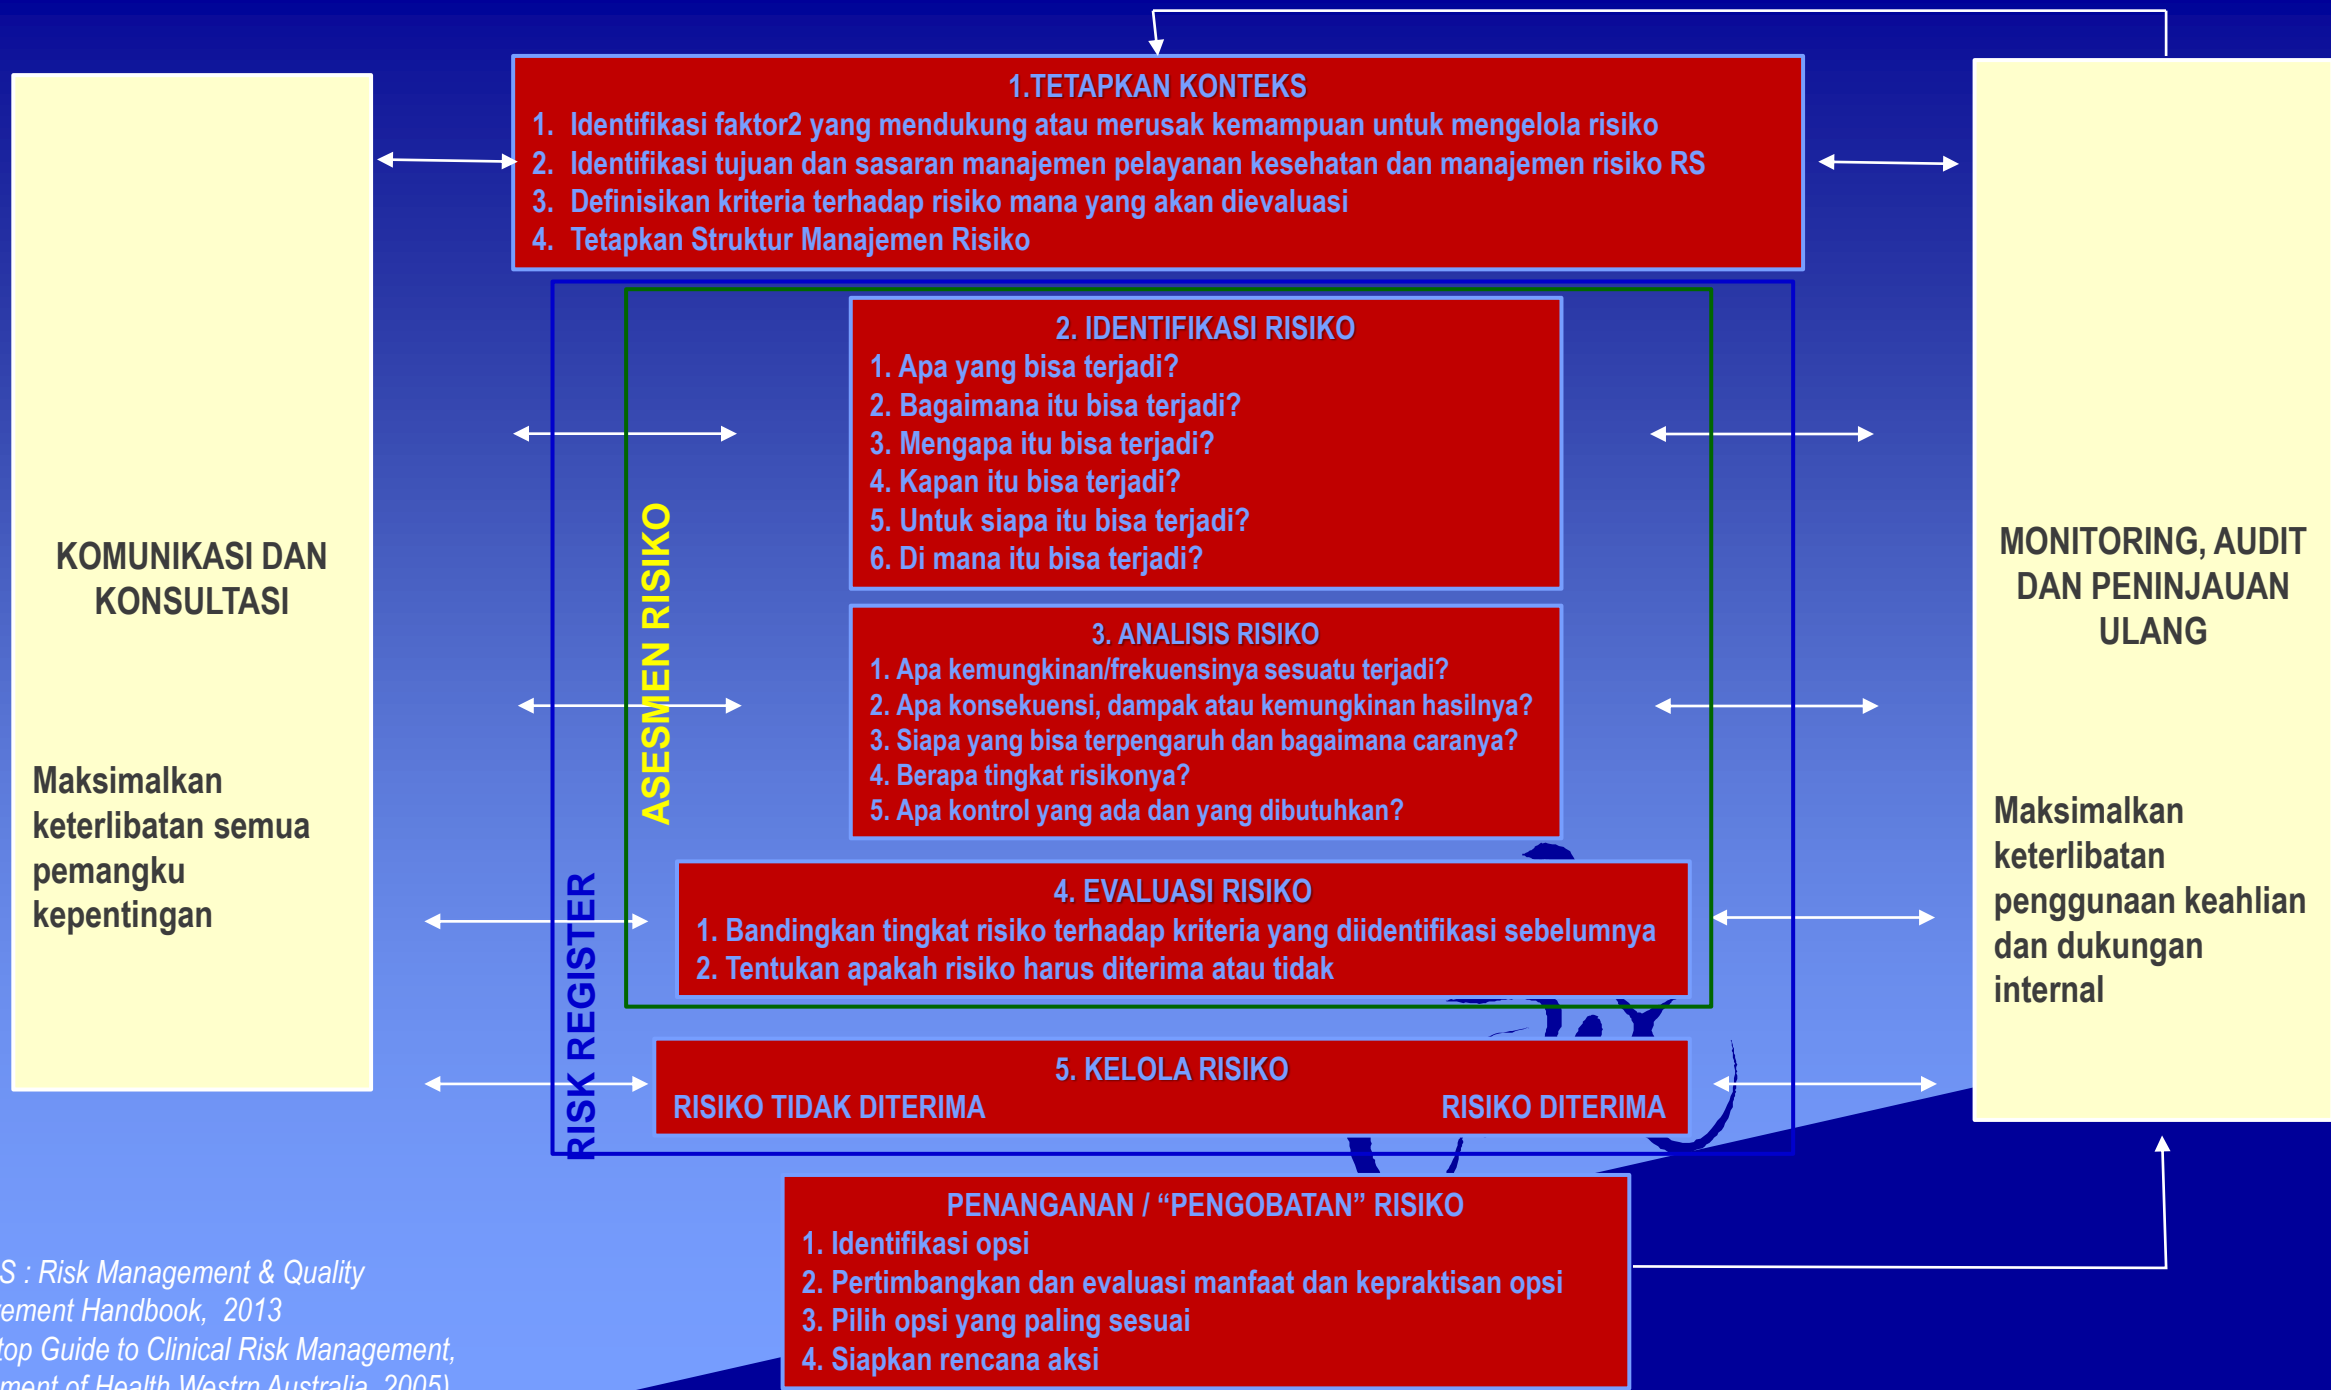 1.TETAPKAN KONTEKS
1. Identifikasi faktor2 yang mendukung atau merusak kemampuan untuk mengelola risiko
2. Identifikasi tujuan dan sasaran manajemen pelayanan kesehatan dan manajemen risiko RS
3. Definisikan kriteria terhadap risiko mana yang akan dievaluasi
4. Tetapkan Struktur Manajemen Risiko
KOMUNIKASI DAN
KONSULTASI
Maksimalkan
keterlibatan semua
pemangku
kepentingan
RISK REGISTER
ASESMEN RISIKO
2. IDENTIFIKASI RISIKO
1. Apa yang bisa terjadi?
2. Bagaimana itu bisa terjadi?
3. Mengapa itu bisa terjadi?
4. Kapan itu bisa terjadi?
5. Untuk siapa itu bisa terjadi?
6. Di mana itu bisa terjadi?
3. ANALISIS RISIKO
1. Apa kemungkinan/frekuensinya sesuatu terjadi?
2. Apa konsekuensi, dampak atau kemungkinan hasilnya?
3. Siapa yang bisa terpengaruh dan bagaimana caranya?
4. Berapa tingkat risikonya?
5. Apa kontrol yang ada dan yang dibutuhkan?
4. EVALUASI RISIKO
1. Bandingkan tingkat risiko terhadap kriteria yang diidentifikasi sebelumnya
2. Tentukan apakah risiko harus diterima atau tidak
5. KELOLA RISIKO
RISIKO TIDAK DITERIMA RISIKO DITERIMA
PENANGANAN / “PENGOBATAN” RISIKO
1. Identifikasi opsi
2. Pertimbangkan dan evaluasi manfaat dan kepraktisan opsi
3. Pilih opsi yang paling sesuai
4. Siapkan rencana aksi
MONITORING, AUDIT
DAN PENINJAUAN
ULANG
Maksimalkan
keterlibatan
penggunaan keahlian
dan dukungan
internal
S : Risk Management & Quality
ement Handbook, 2013
top Guide to Clinical Risk Management,
ment of Health Westrn Australia, 2005)